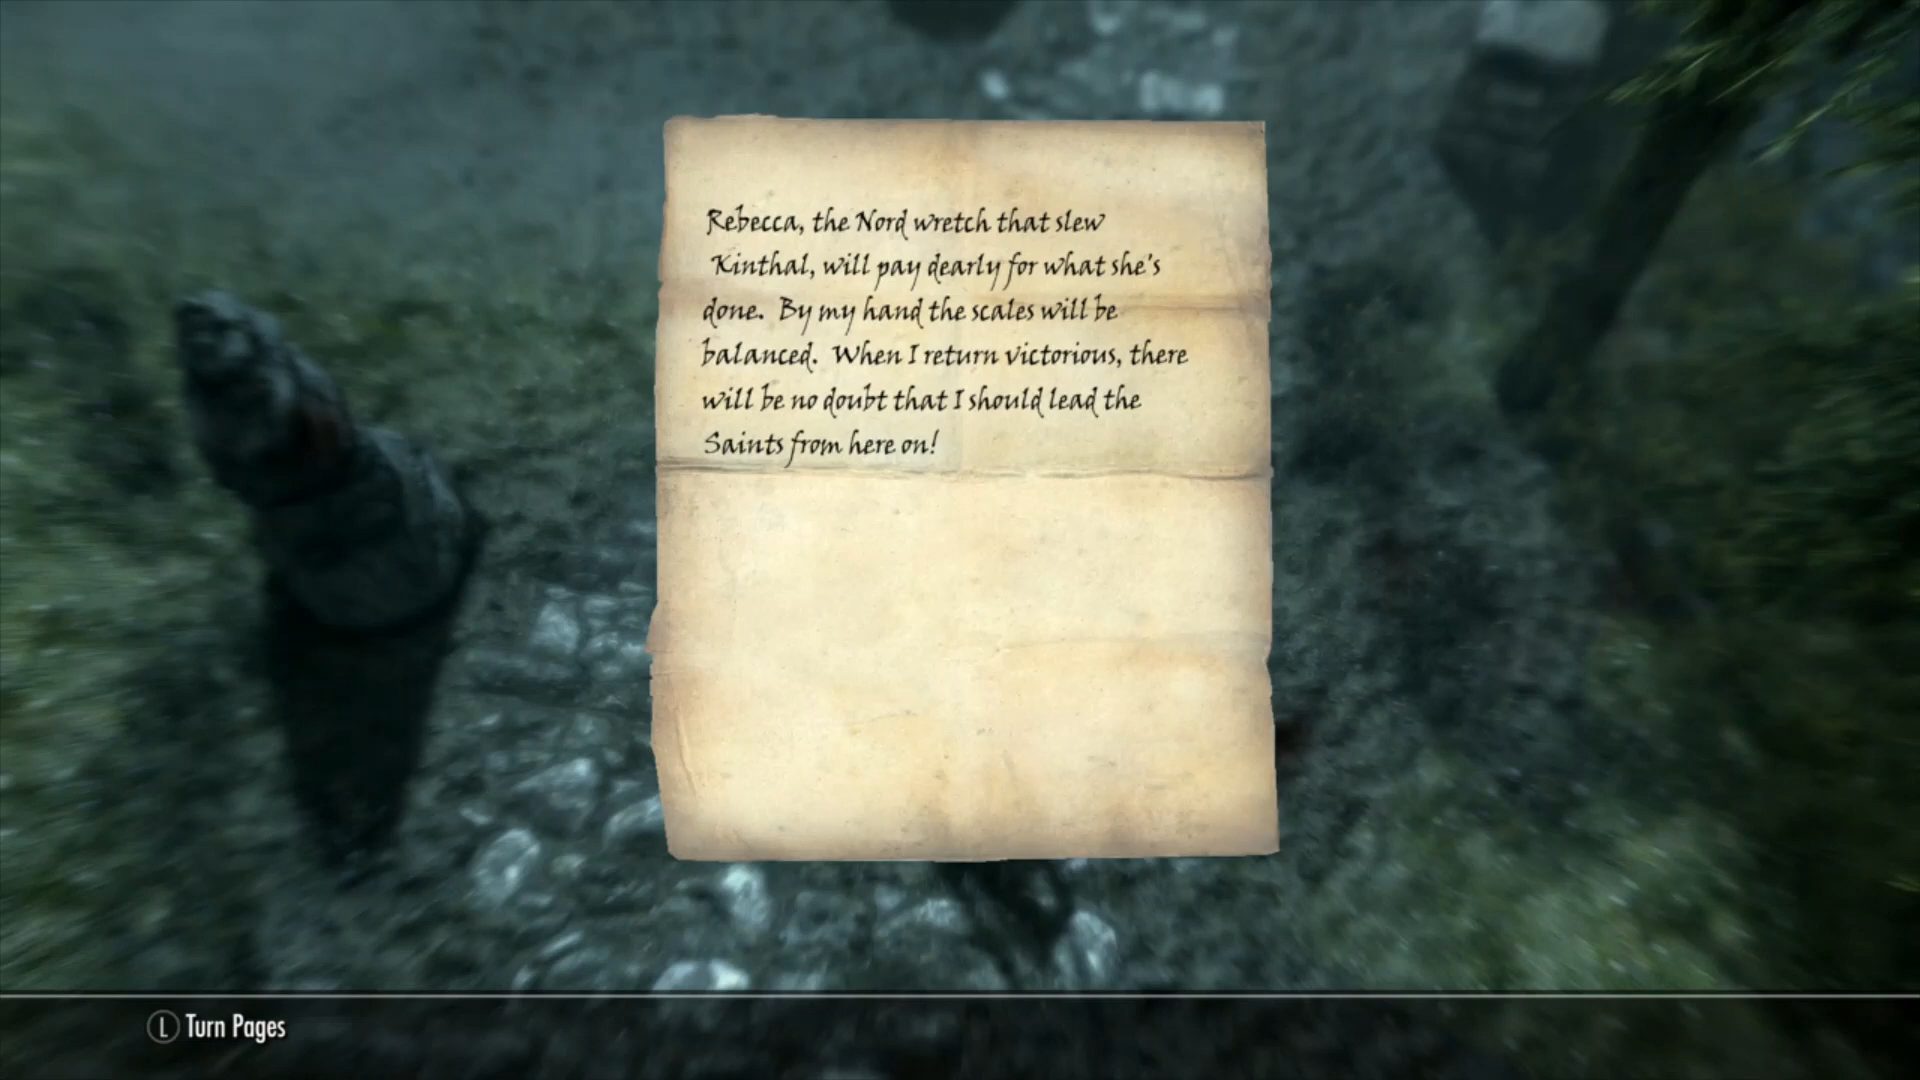 Rebecca, the Nord wretch that slew
Kinthal, will pay dearly for what she's
done. By my hand the scales will be
balanced. When I return victorious, there
will be no doubt that I should lead the
Saints from here on!
L Turn Pages